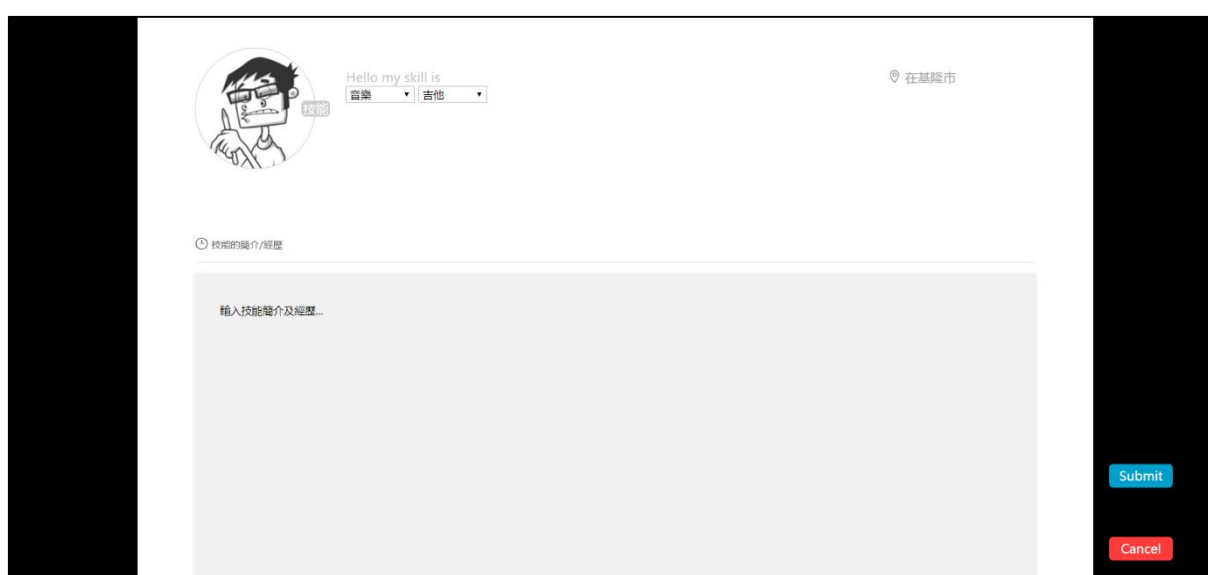 Hello my skill is
技能
音樂 吉他
在基隆市
技能的簡介/經歷
輸入技能簡介及經歷...
Submit
Cancel